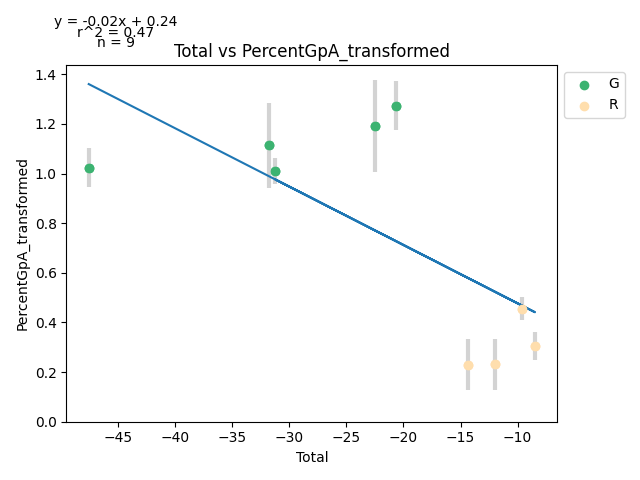 y = -0.02x + 0.24
r^2 = 0.47
n = 9
Total vs PercentGpA_transformed
G
R
PercentGpA_transformed
1.4
1.2
1.0
0.8
0.6
0.4
0.2
0.0
−45 −40 −35 −30 −25 −20 −15 −10
Total